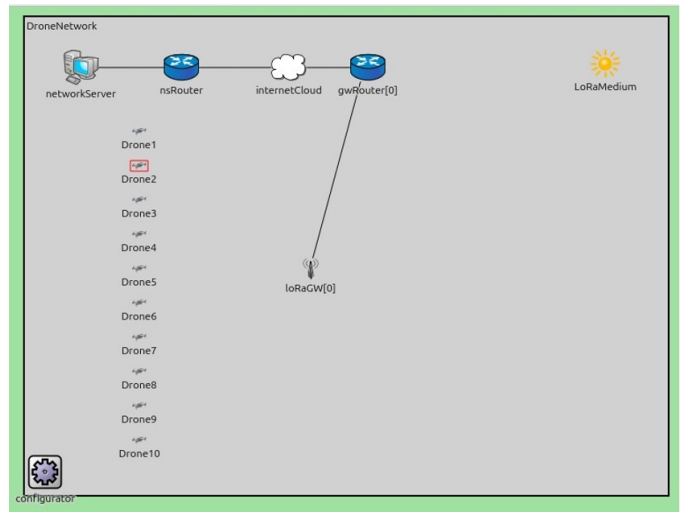 DroneNetwork
networkServer
nsRouter
internetCloud
gwRouter[0]
LoRaMedium
Drone1
Drone2
Drone3
Drone4
Drone5
loRaGW[0]
Drone6
Drone7
Drone8
Drone9
Drone10
configurator